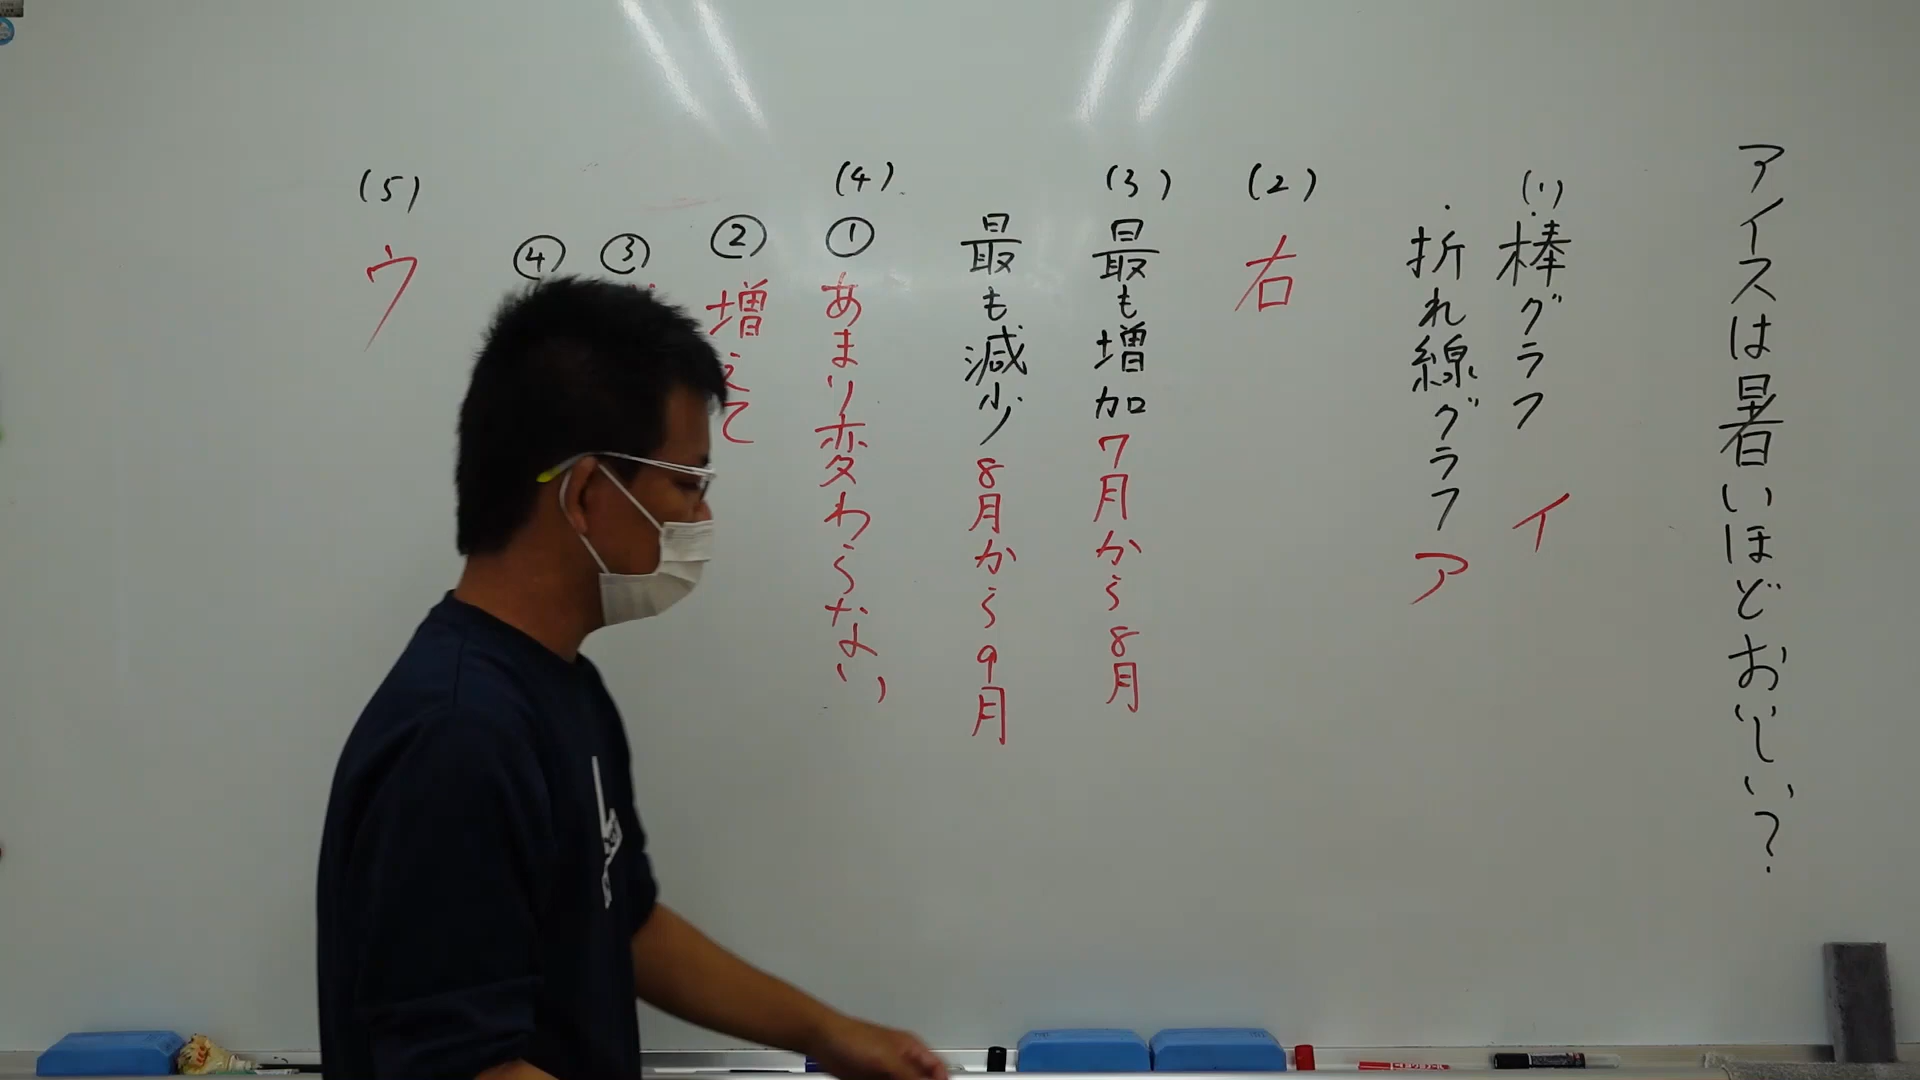 アイスは暑いほどおいしい?
(1)
・棒グラフ イ
・折れ線グラフ ア
(2)
右
(3)
最も増加 7月から8月
最も減少 8月から9月
(4)
① あまり変わらない
② 増えて
③
④
(5)
ウ